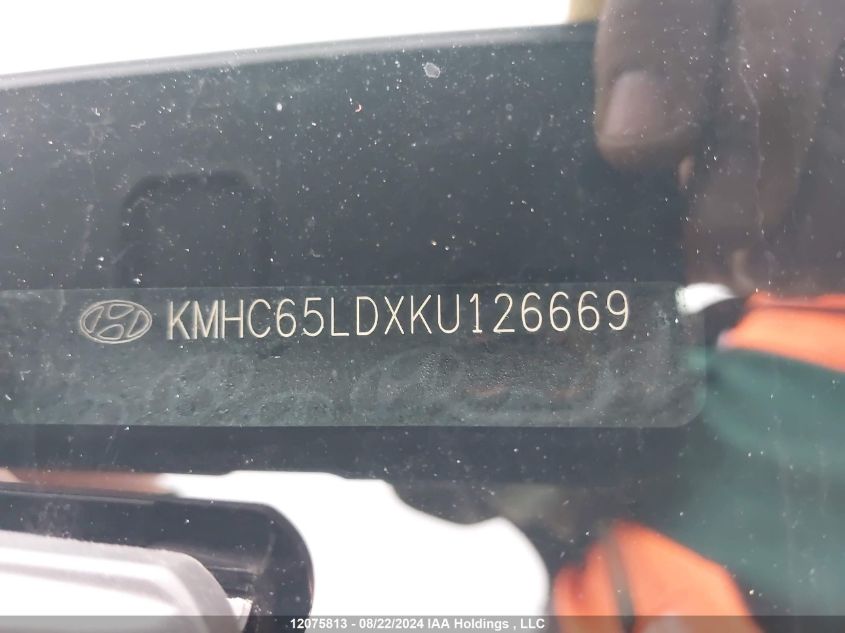 KMHC65LDXKU126669
12075813 - 08/22/2024 IAA Holdings , LLC